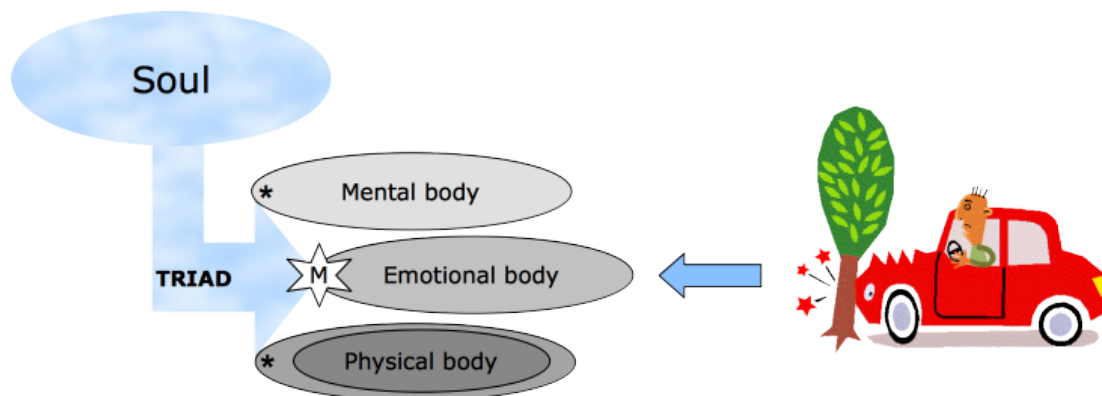 Soul
* Mental body
TRIAD
M Emotional body
* Physical body